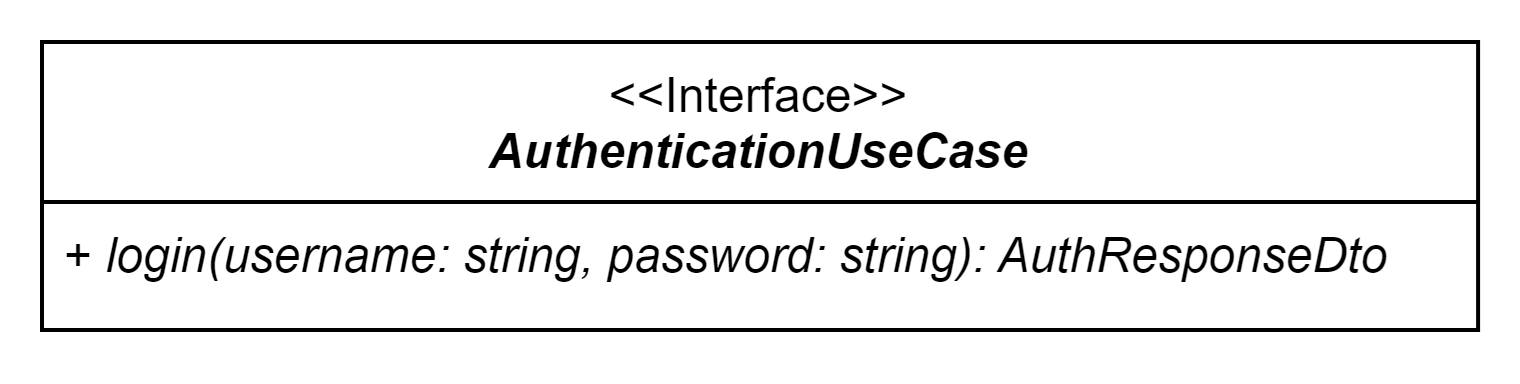 <<Interface>>
AuthenticationUseCase
+ login(username: string, password: string): AuthResponseDto